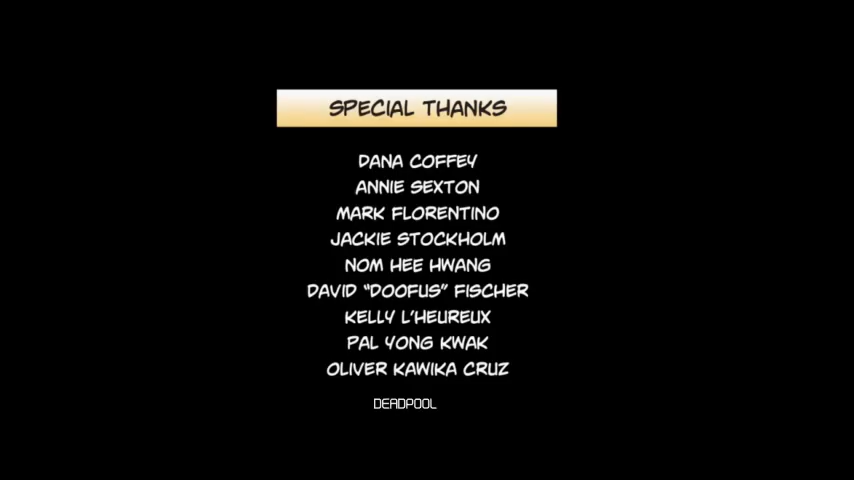 SPECIAL THANKS
DANA COFFEY
ANNIE SEXTON
MARK FLORENTINO
JACKIE STOCKHOLM
NOM HEE HWANG
DAVID "DOOFUS" FISCHER
KELLY L'HEUREUX
PAL YONG KWAK
OLIVER KAWIKA CRUZ
DEADPOOL